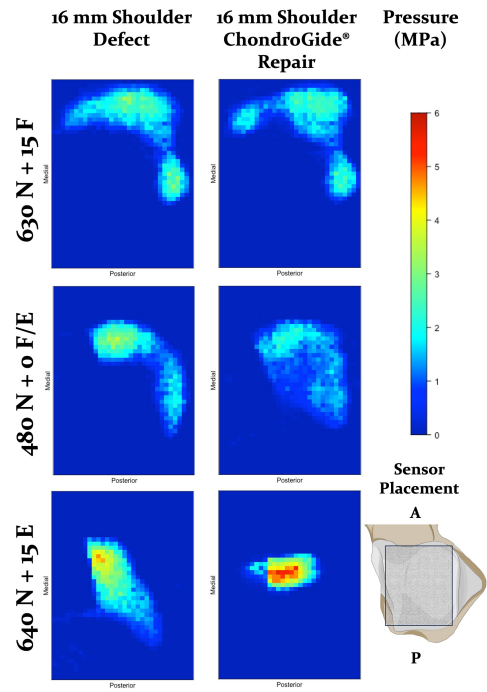 16 mm Shoulder
Defect
16 mm Shoulder
ChondroGide®
Repair
Pressure
(MPa)
630 N + 15 F
Medial
Posterior
Medial
Posterior
6
5
4
3
2
1
0
480 N + 0 F/E
Medial
Posterior
Medial
Posterior
Sensor
Placement
A
P
640 N + 15 E
Medial
Posterior
Medial
Posterior